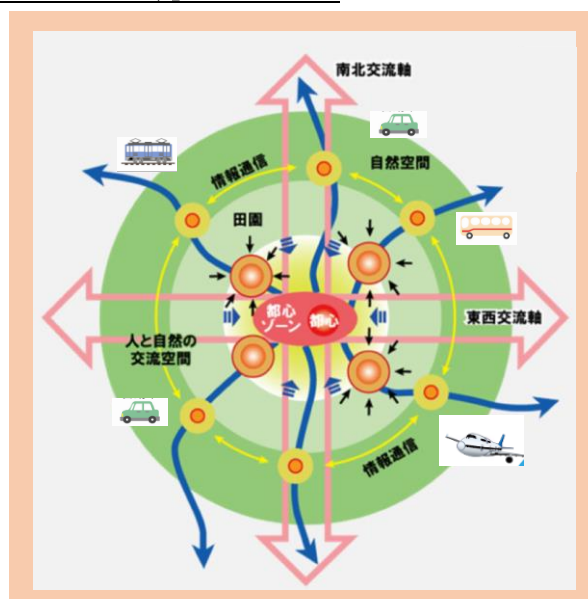 南北交流軸
情報通信
自然空間
田園
都心
ゾーン
都心
東西交流軸
人と自然の
交流空間
情報通信